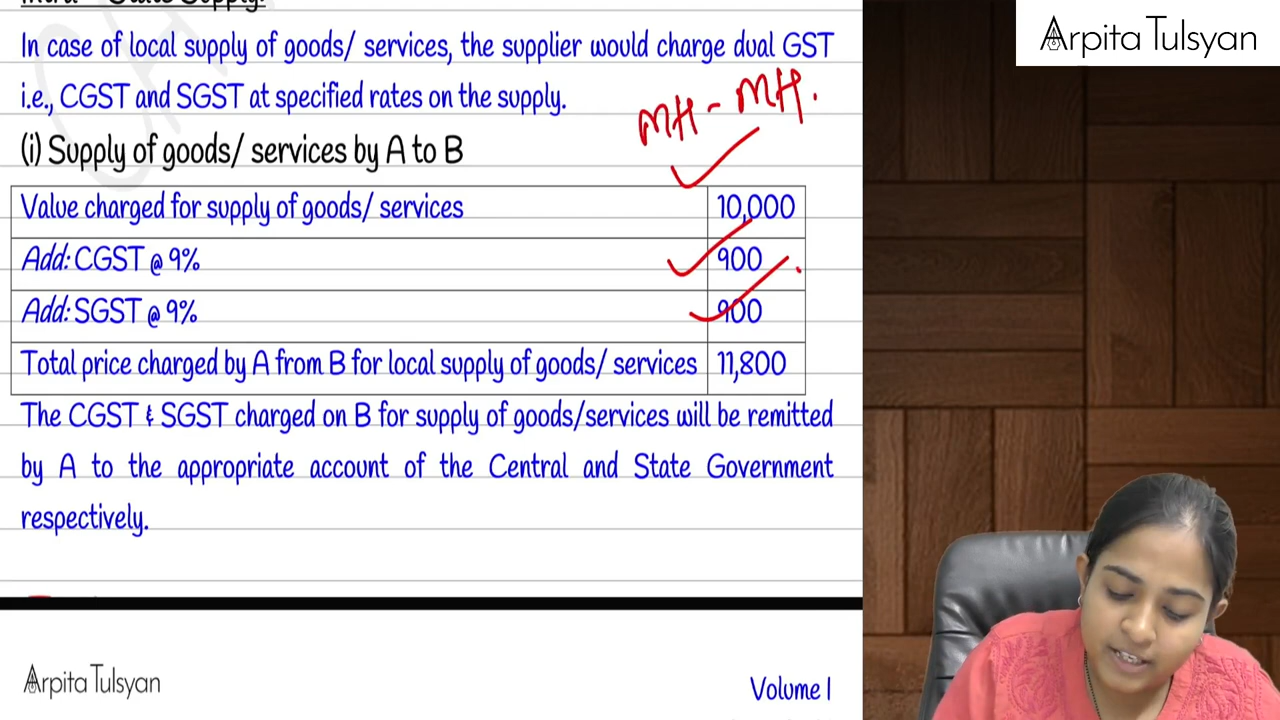 Intra - State Supply:
In case of local supply of goods/ services, the supplier would charge dual GST
i.e., CGST and SGST at specified rates on the supply.
MH - MH.
(i) Supply of goods/ services by A to B
Value charged for supply of goods/ services 10,000
Add: CGST @ 9% 900
Add: SGST @ 9% 900
Total price charged by A from B for local supply of goods/ services 11,800
The CGST & SGST charged on B for supply of goods/services will be remitted
by A to the appropriate account of the Central and State Government
respectively.
Arpita Tulsyan
Volume I
Arpita Tulsyan